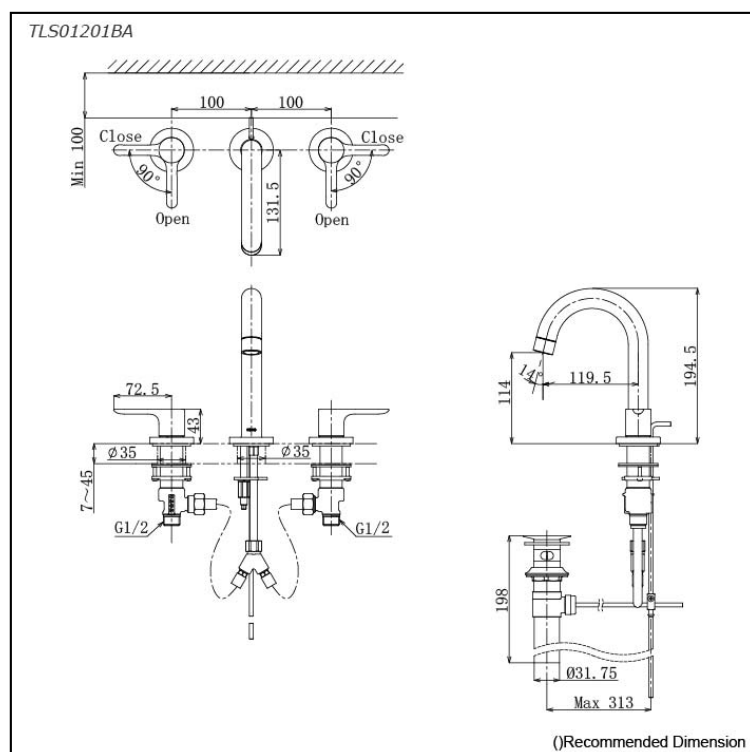 TLS01201BA
100 100
Min 100
Close Close
90° 90°
Open Open
131.5
72.5
43
Ø35 Ø35
7~45
G1/2 G1/2
14°
119.5
114
194.5
198
Ø31.75
Max 313
()Recommended Dimension